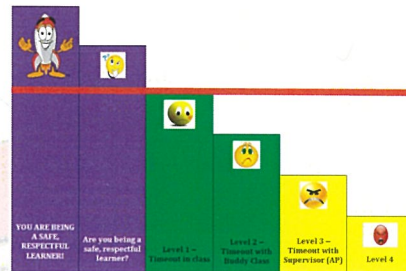 YOU ARE BEING
A SAFE,
RESPECTFUL
LEARNER!
Are you being a
safe, respectful
learner?
Level 1 –
Timeout in class
Level 2 –
Timeout with
Buddy Class
Level 3 –
Timeout with
Supervisor (AP)
Level 4